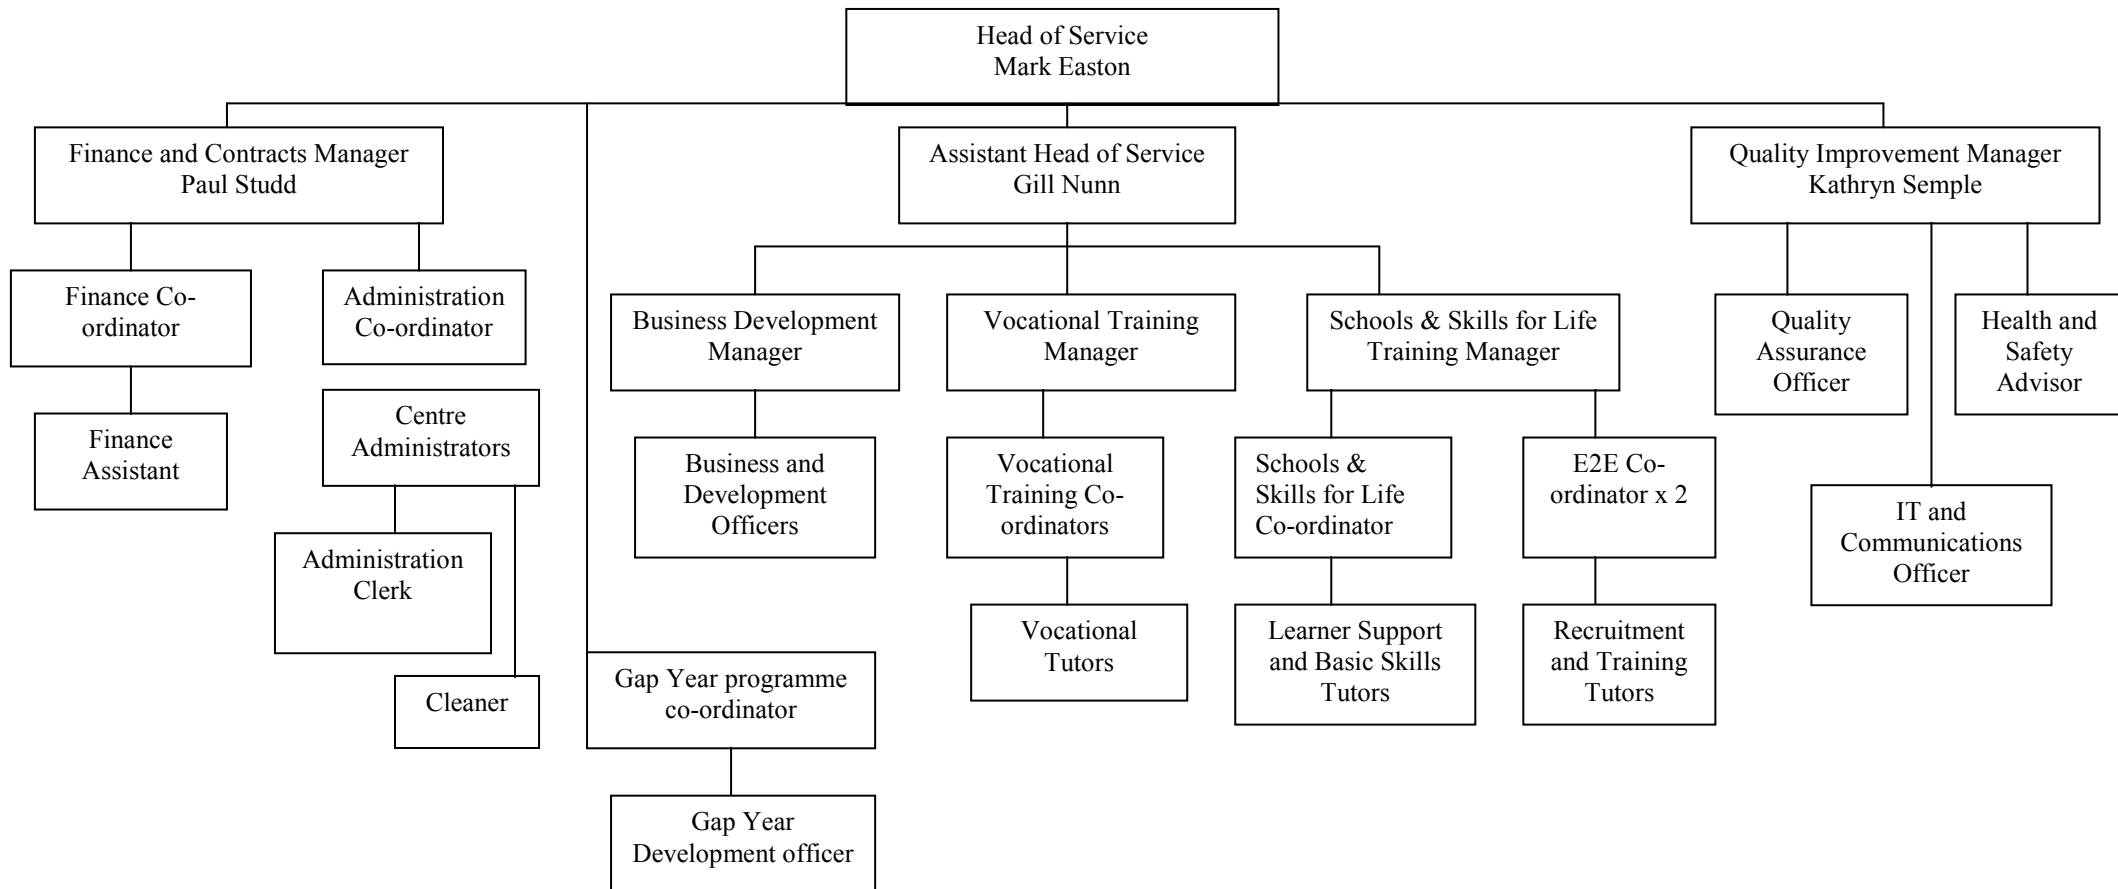 Head of Service
Mark Easton
Finance and Contracts Manager
Paul Studd
Assistant Head of Service
Gill Nunn
Quality Improvement Manager
Kathryn Semple
Finance Co-
ordinator
Administration
Co-ordinator
Business Development
Manager
Vocational Training
Manager
Schools & Skills for Life
Training Manager
Quality
Assurance
Officer
Health and
Safety
Advisor
Finance
Assistant
Centre
Administrators
Business and
Development
Officers
Vocational
Training Co-
ordinators
Schools &
Skills for Life
Co-ordinator
E2E Co-
ordinator x 2
IT and
Communications
Officer
Administration
Clerk
Vocational
Tutors
Learner Support
and Basic Skills
Tutors
Recruitment
and Training
Tutors
Cleaner
Gap Year programme
co-ordinator
Gap Year
Development officer